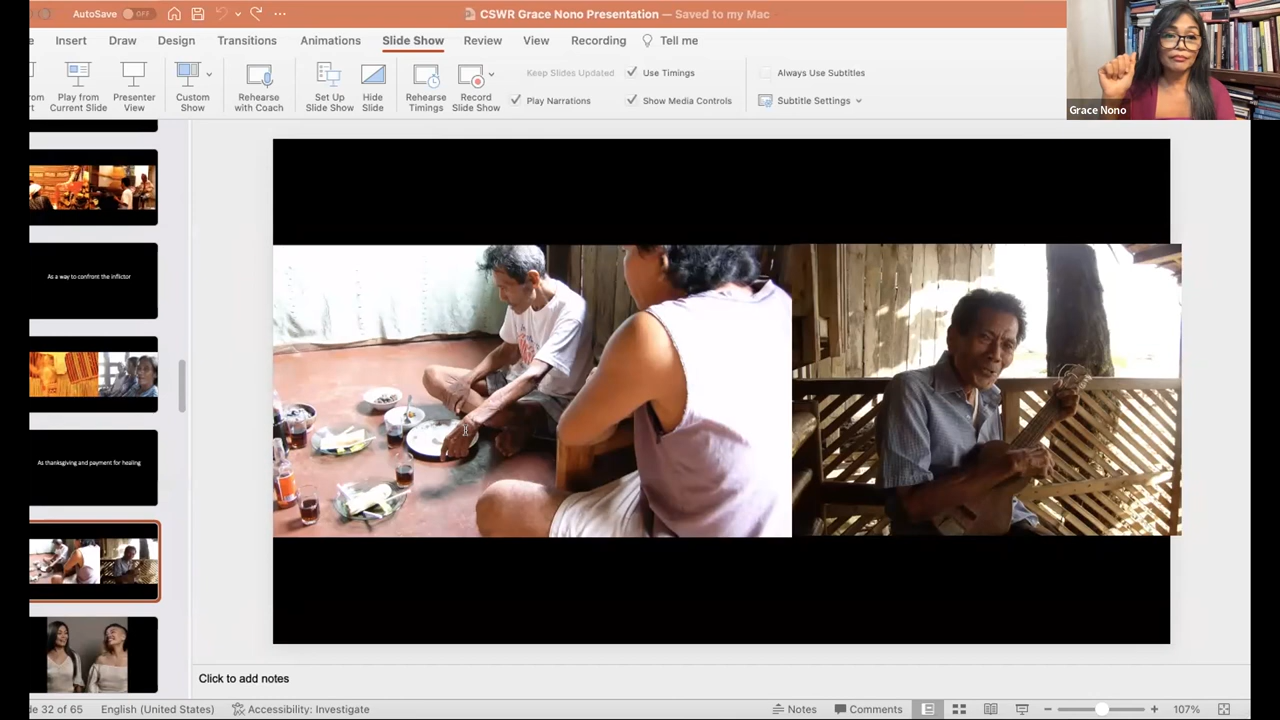 AutoSave OFF
CSWR Grace Nono Presentation — Saved to my Mac
Insert Draw Design Transitions Animations Slide Show Review View Recording Tell me
Play from Current Slide
Presenter View
Custom Show
Rehearse with Coach
Set Up Slide Show
Hide Slide
Rehearse Timings
Record Slide Show
Keep Slides Updated
Use Timings
Play Narrations
Show Media Controls
Always Use Subtitles
Subtitle Settings
Grace Nono
As a way to confront the inflictor
As thanksgiving and payment for healing
Click to add notes
32 of 65 English (United States) Accessibility: Investigate Notes Comments 107%